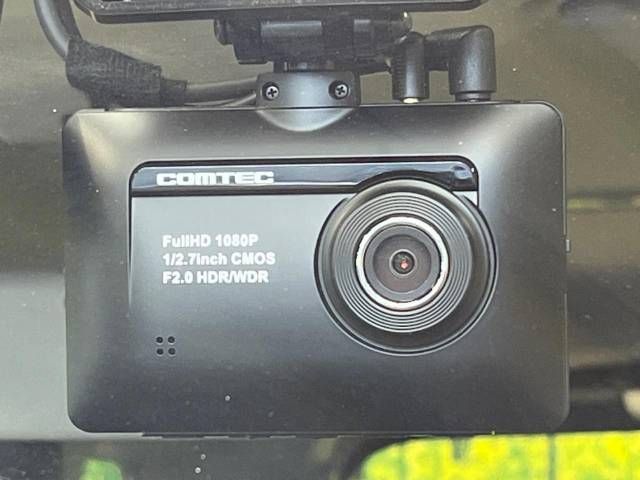 COMTEC
FullHD 1080P
1/2.7inch CMOS
F2.0 HDR/WDR